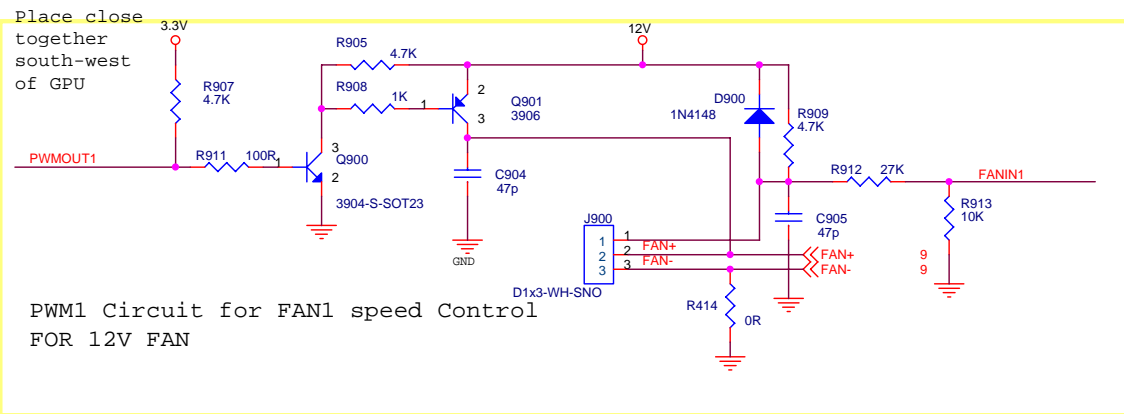 Place close
together
south-west
of GPU
3.3V
12V
R905
4.7K
R907
4.7K
R908
1K
1
2
3
Q901
3906
D900
1N4148
R909
4.7K
PWMOUT1
R911
100R
1
3
2
Q900
3904-S-SOT23
C904
47p
GND
R912
27K
FANIN1
R913
10K
C905
47p
J900
1
2
3
1
2
3
FAN+
FAN-
FAN+
FAN-
9
9
D1x3-WH-SNO
R414
0R
PWM1 Circuit for FAN1 speed Control
FOR 12V FAN